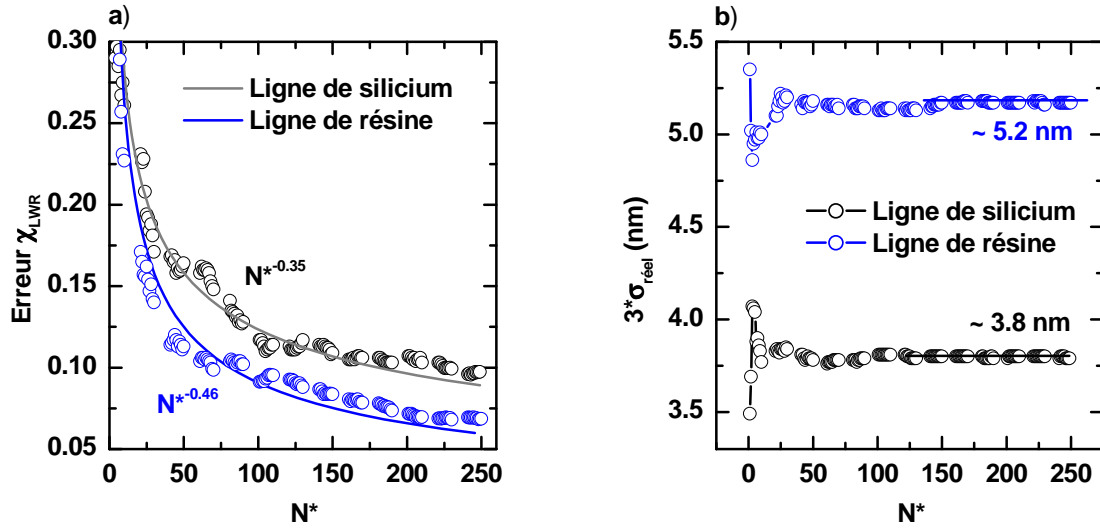 a)
Erreur χLWR
0.30
0.25
0.20
0.15
0.10
0.05
Ligne de silicium
Ligne de résine
N*-0.35
N*-0.46
0 50 100 150 200 250
N*
b)
3*σréel (nm)
5.5
5.0
4.5
4.0
3.5
~ 5.2 nm
Ligne de silicium
Ligne de résine
~ 3.8 nm
0 50 100 150 200 250
N*